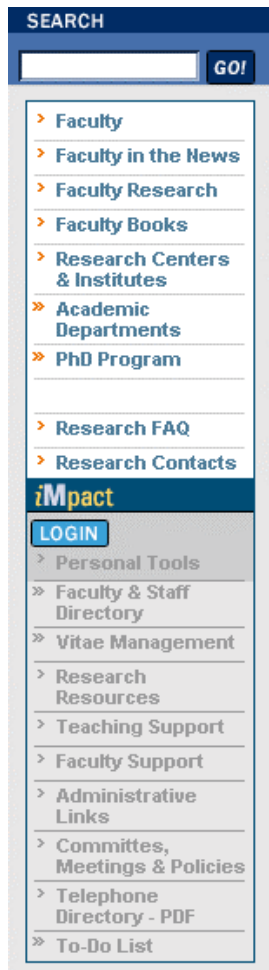 SEARCH
GO!
> Faculty
> Faculty in the News
> Faculty Research
> Faculty Books
> Research Centers
& Institutes
» Academic
Departments
» PhD Program
> Research FAQ
> Research Contacts
iMpact
LOGIN
> Personal Tools
» Faculty & Staff
Directory
» Vitae Management
> Research
Resources
> Teaching Support
> Faculty Support
> Administrative
Links
> Committes,
Meetings & Policies
> Telephone
Directory - PDF
» To-Do List